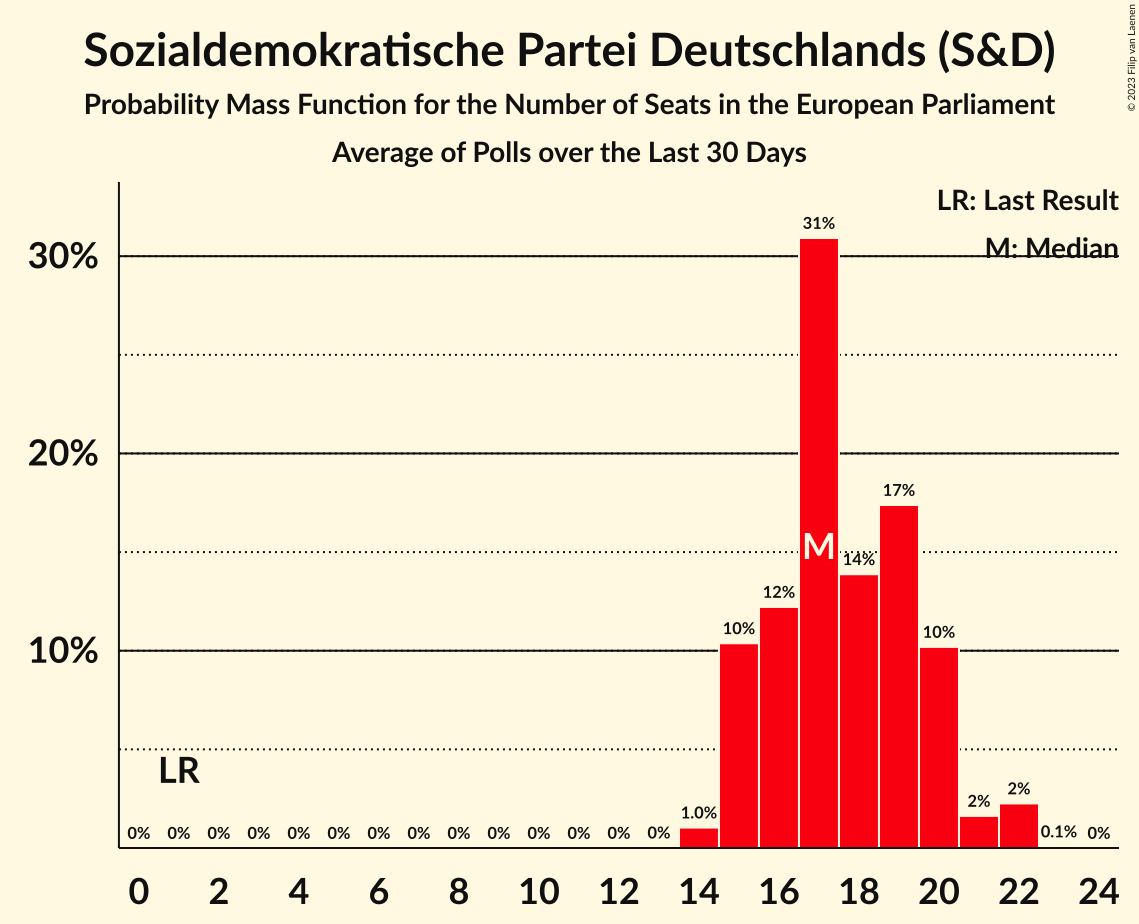 Sozialdemokratische Partei Deutschlands (S&D)
Probability Mass Function for the Number of Seats in the European Parliament
Average of Polls over the Last 30 Days
© 2023 Filip van Laenen
LR: Last Result
M: Median
30%
20%
10%
31%
17%
14%
12%
10%
10%
M
LR
0% 0% 0% 0% 0% 0% 0% 0% 0% 0% 0% 0% 0% 0% 1.0% 2% 2% 0.1% 0%
0 2 4 6 8 10 12 14 16 18 20 22 24